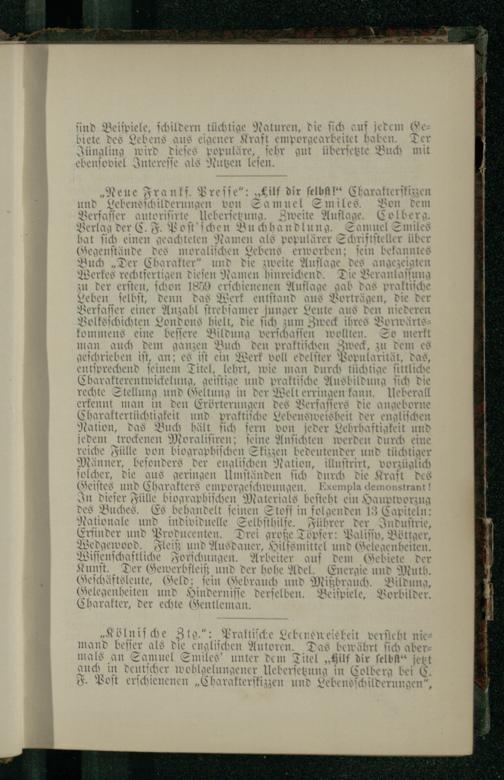 sind Beispiele, schildern tüchtige Naturen, die sich auf jedem Ge-
biete des Lebens aus eigener Kraft emporgearbeitet haben. Der
Jüngling wird dieses populäre, sehr gut übersetzte Buch mit
ebensoviel Interesse als Nutzen lesen.
„Neue Frankf. Presse“: „Hilf dir selbst!“ Charakterskizzen
und Lebensschilderungen von Samuel Smiles. Von dem
Verfasser autorisirte Uebersetzung. Zweite Auflage. Colberg.
Verlag der C. F. Post'schen Buchhandlung. Samuel Smiles
hat sich einen geachteten Namen als populärer Schriftsteller über
Gegenstände des moralischen Lebens erworben; sein bekanntes
Buch „Der Charakter“ und die zweite Auflage des angezeigten
Werkes rechtfertigen diesen Namen hinreichend. Die Veranlassung
zu der ersten, schon 1859 erschienenen Auflage gab das praktische
Leben selbst, denn das Werk entstand aus Vorträgen, die der
Verfasser einer Anzahl strebsamer junger Leute aus den niederen
Volksschichten Londons hielt, die sich zum Zweck ihres Vorwärts-
kommens eine bessere Bildung verschaffen wollten. So merkt
man auch dem ganzen Buch den praktischen Zweck, zu dem es
geschrieben ist, an; es ist ein Werk voll edelster Popularität, das,
entsprechend seinem Titel, lehrt, wie man durch tüchtige sittliche
Charakterentwickelung, geistige und praktische Ausbildung sich die
rechte Stellung und Geltung in der Welt erringen kann. Ueberall
erkennt man in den Erörterungen des Verfassers die angeborne
Charaktertüchtigkeit und praktische Lebensweisheit der englischen
Nation, das Buch hält sich fern von jeder Lehrhaftigkeit und
jedem trockenen Moralisiren; seine Ansichten werden durch eine
reiche Fülle von biographischen Skizzen bedeutender und tüchtiger
Männer, besonders der englischen Nation, illustrirt, vorzüglich
solcher, die aus geringen Umständen sich durch die Kraft des
Geistes und Charakters emporgeschwungen. Exempla demonstrant!
In dieser Fülle biographischen Materials besteht ein Hauptvorzug
des Buches. Es behandelt seinen Stoff in folgenden 13 Capiteln:
Nationale und individuelle Selbsthilfe. Führer der Industrie,
Erfinder und Producenten. Drei große Töpfer: Palissy, Böttger,
Wedgewood. Fleiß und Ausdauer, Hilfsmittel und Gelegenheiten.
Wissenschaftliche Forschungen. Arbeiter auf dem Gebiete der
Kunst. Der Gewerbfleiß und der hohe Adel. Energie und Muth.
Geschäftsleute, Geld; sein Gebrauch und Mißbrauch. Bildung,
Gelegenheiten und Hindernisse derselben. Beispiele, Vorbilder.
Charakter, der echte Gentleman.
„Kölnische Ztg.“: Praktische Lebensweisheit versteht nie-
mand besser als die englischen Autoren. Das bewährt sich aber-
mals an Samuel Smiles' unter dem Titel „Hilf dir selbst“ jetzt
auch in deutscher wohlgelungener Uebersetzung in Colberg bei C.
F. Post erschienenen „Charakterskizzen und Lebensschilderungen“,